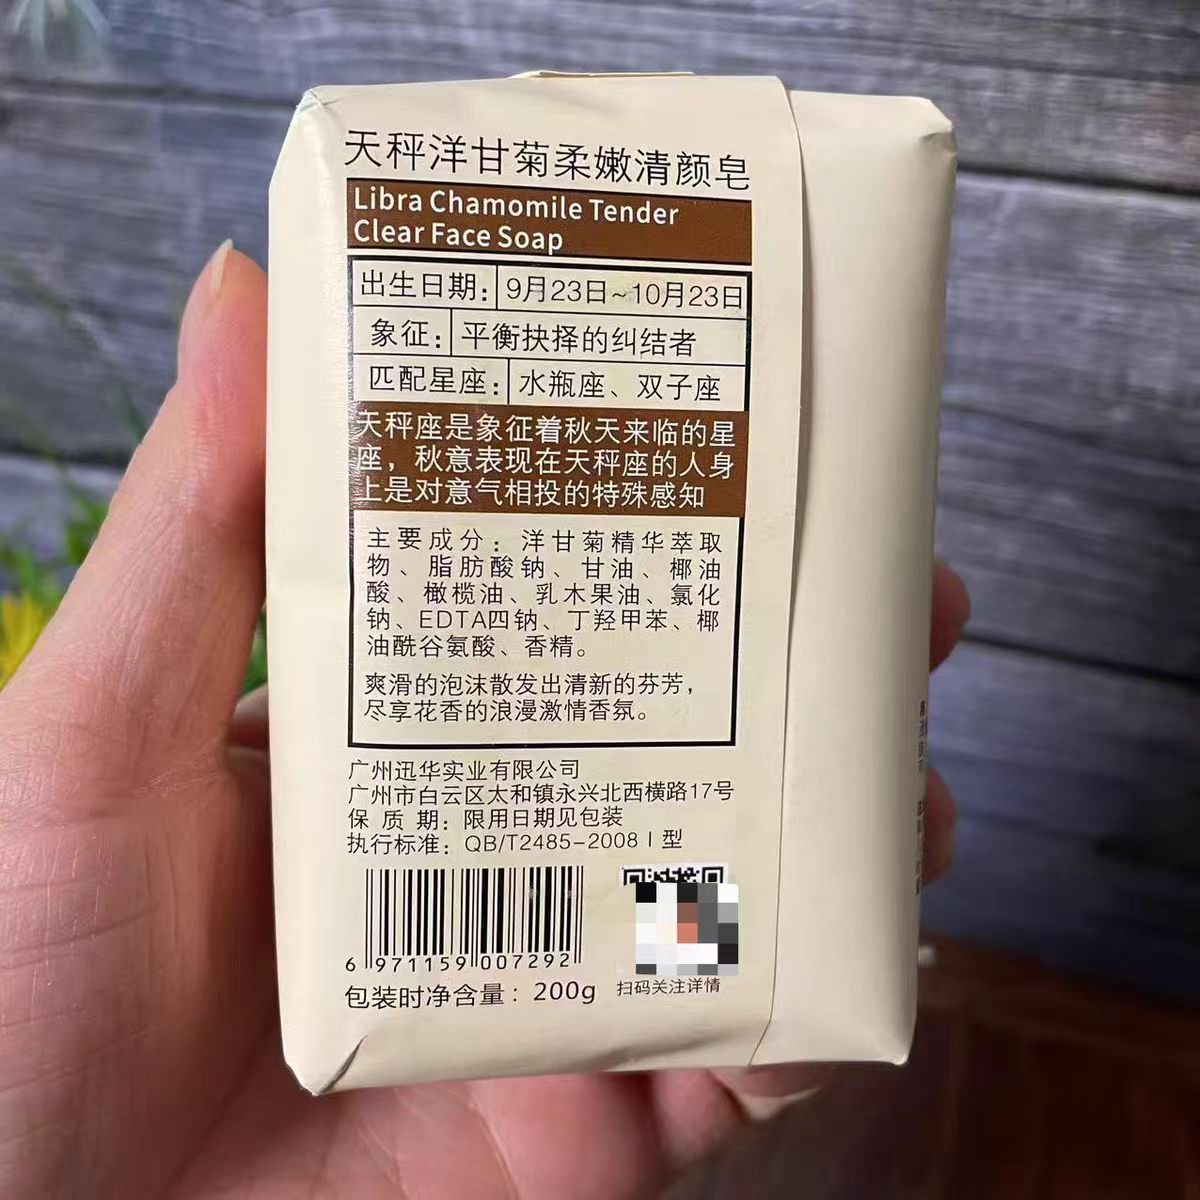 天秤洋甘菊柔嫩清颜皂
Libra Chamomile Tender
Clear Face Soap
出生日期: 9月23日~10月23日
象征: 平衡抉择的纠结者
匹配星座: 水瓶座、双子座
天秤座是象征着秋天来临的星
座，秋意表现在天秤座的人身
上是对意气相投的特殊感知
主要成分：洋甘菊精华萃取
物、脂肪酸钠、甘油、椰油
酸、橄榄油、乳木果油、氯化
钠、EDTA四钠、丁羟甲苯、椰
油酰谷氨酸、香精。
爽滑的泡沫散发出清新的芬芳，
尽享花香的浪漫激情香氛。
广州迅华实业有限公司
广州市白云区太和镇永兴北西横路17号
保质期：限用日期见包装
执行标准：QB/T2485-2008 I 型
6 971159 007292
包装时净含量：200g
扫码关注详情